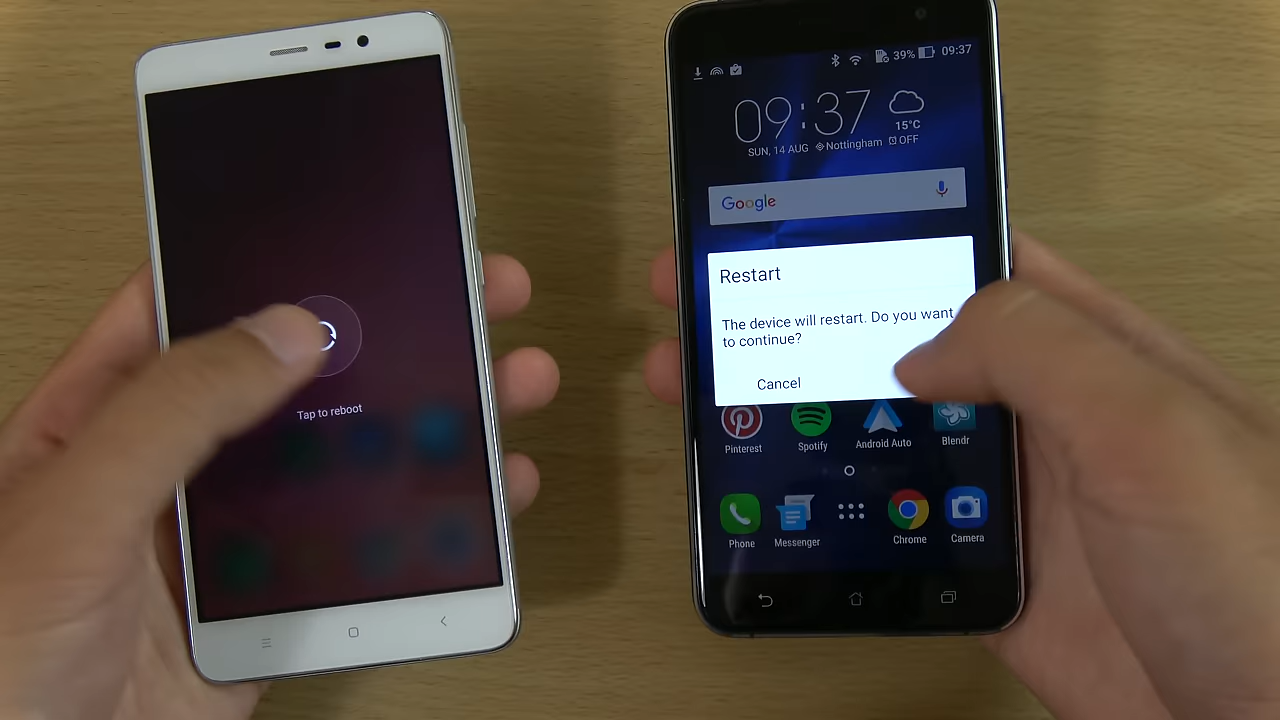 Tap to reboot
39% 09:37
09:37
15°C
SUN, 14 AUG Nottingham OFF
Google
Restart
The device will restart. Do you want
to continue?
Cancel
Pinterest Spotify Android Auto Blendr
Phone Messenger Chrome Camera